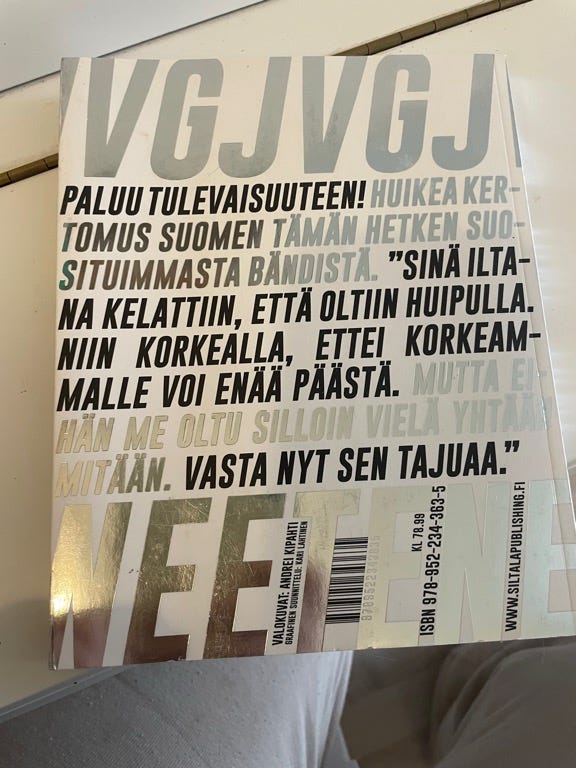 VGJVGJ
PALUU TULEVAISUUTEEN! HUIKEA KER-
TOMUS SUOMEN TÄMÄN HETKEN SUO-
SITUIMMASTA BÄNDISTÄ. ”SINÄ ILTA-
NA KELATTIIN, ETTÄ OLTIIN HUIPULLA.
NIIN KORKEALLA, ETTEI KORKEAM-
MALLE VOI ENÄÄ PÄÄSTÄ. MUTTA EI-
HÄN ME OLTU SILLOIN VIELÄ YHTÄÄN
MITÄÄN. VASTA NYT SEN TAJUAA.”
NEETENE
VALOKUVAT: ANDREI KIPAHTI
GRAAFINEN SUUNNITTELU: KARI LAHTINEN
9789522343635
KL 78.99
ISBN 978-952-234-363-5
WWW.SILTALAPUBLISHING.FI